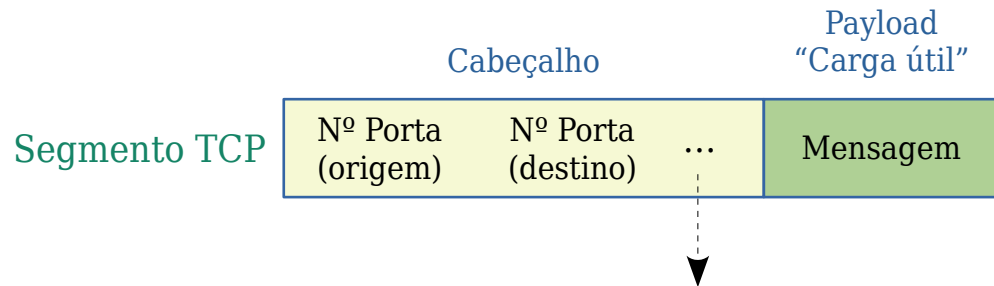 Payload
“Carga útil”
Cabeçalho
Segmento TCP
Nº Porta
(origem)
Nº Porta
(destino)
...
Mensagem